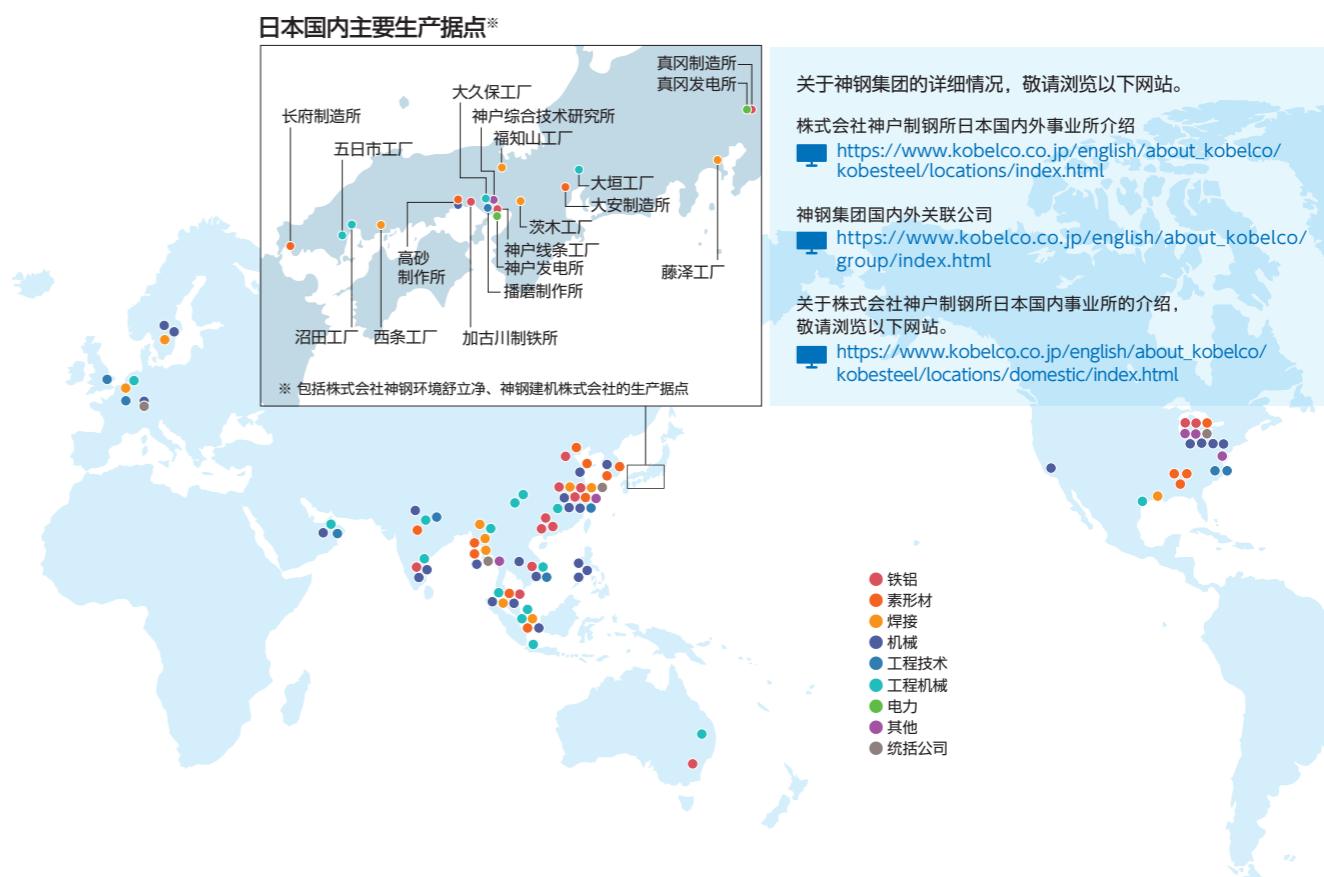 日本国内主要生产据点※
真冈制造所
真冈发电所
大久保工厂
长府制造所
神户综合技术研究所
福知山工厂
五日市工厂
大垣工厂
大安制造所
茨木工厂
高砂
制作所
神户线条工厂
神户发电所
藤泽工厂
播磨制作所
沼田工厂
西条工厂
加古川制铁所
※ 包括株式会社神钢环境舒立净、神钢建机株式会社的生产据点
关于神钢集团的详细情况，敬请浏览以下网站。
株式会社神户制钢所日本国内外事业所介绍
https://www.kobelco.co.jp/english/about_kobelco/
kobesteel/locations/index.html
神钢集团国内外关联公司
https://www.kobelco.co.jp/english/about_kobelco/
group/index.html
关于株式会社神户制钢所日本国内事业所的介绍，
敬请浏览以下网站。
https://www.kobelco.co.jp/english/about_kobelco/
kobesteel/locations/domestic/index.html
铁铝
素形材
焊接
机械
工程技术
工程机械
电力
其他
统括公司